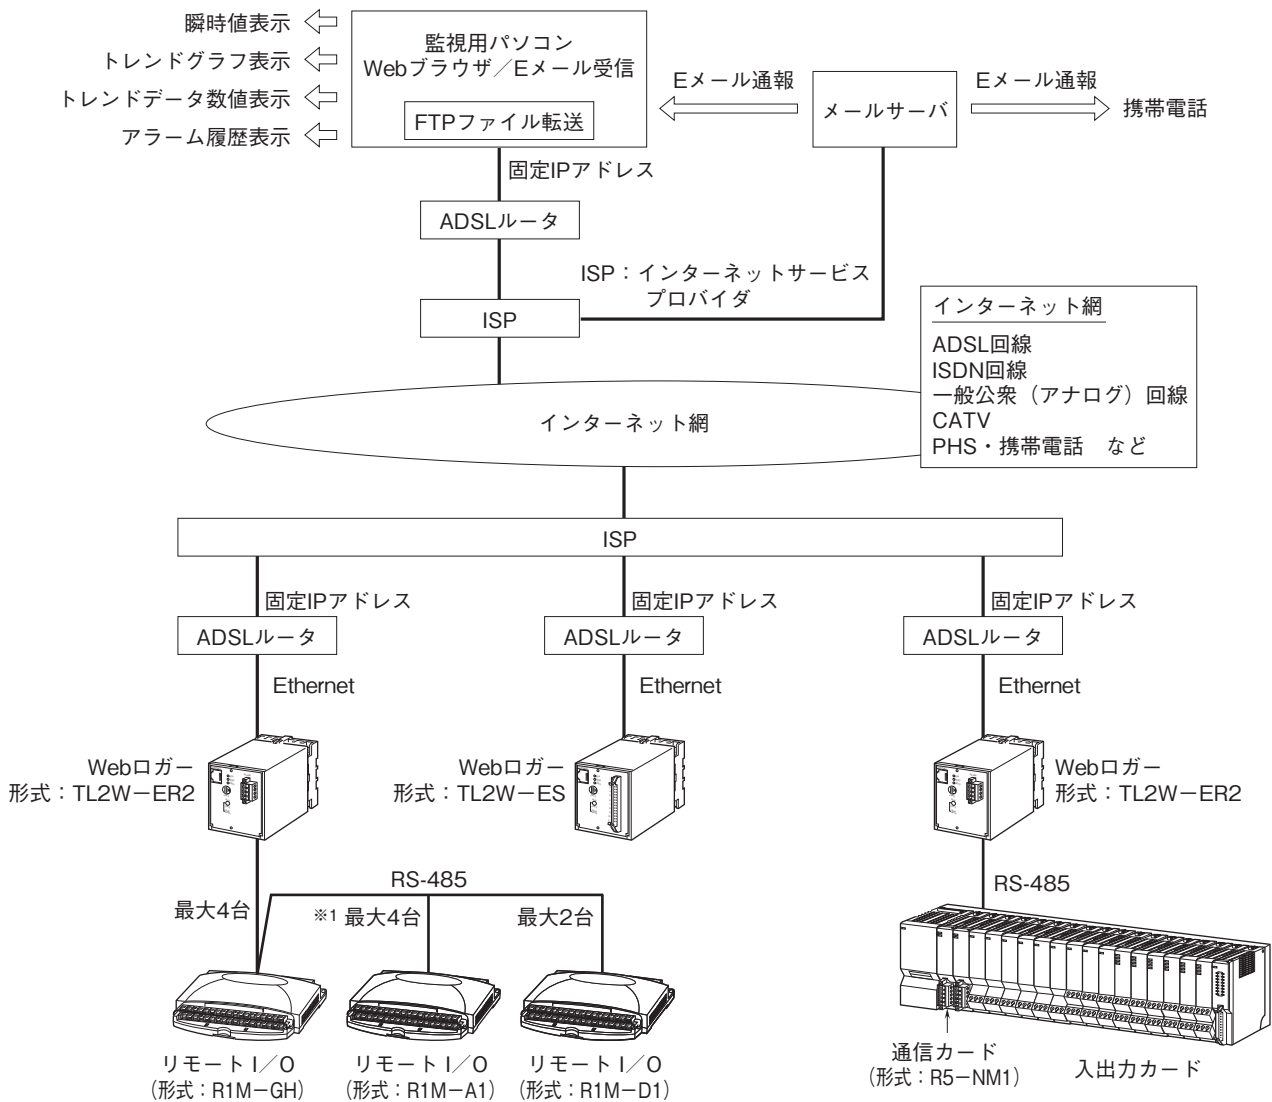 瞬時値表示
トレンドグラフ表示
トレンドデータ数値表示
アラーム履歴表示
監視用パソコン
Webブラウザ／Eメール受信
FTPファイル転送
Eメール通報
メールサーバ
Eメール通報
携帯電話
固定IPアドレス
ADSLルータ
ISP：インターネットサービス
プロバイダ
ISP
インターネット網
ADSL回線
ISDN回線
一般公衆（アナログ）回線
CATV
PHS・携帯電話　など
インターネット網
ISP
固定IPアドレス
固定IPアドレス
固定IPアドレス
ADSLルータ
ADSLルータ
ADSLルータ
Ethernet
Ethernet
Ethernet
Webロガー
形式：TL2W－ER2
Webロガー
形式：TL2W－ES
Webロガー
形式：TL2W－ER2
RS-485
RS-485
最大4台
※1 最大4台
最大2台
リモート I／O
（形式：R1M－GH）
リモート I／O
（形式：R1M－A1）
リモート I／O
（形式：R1M－D1）
通信カード
（形式：R5－NM1）
入出力カード